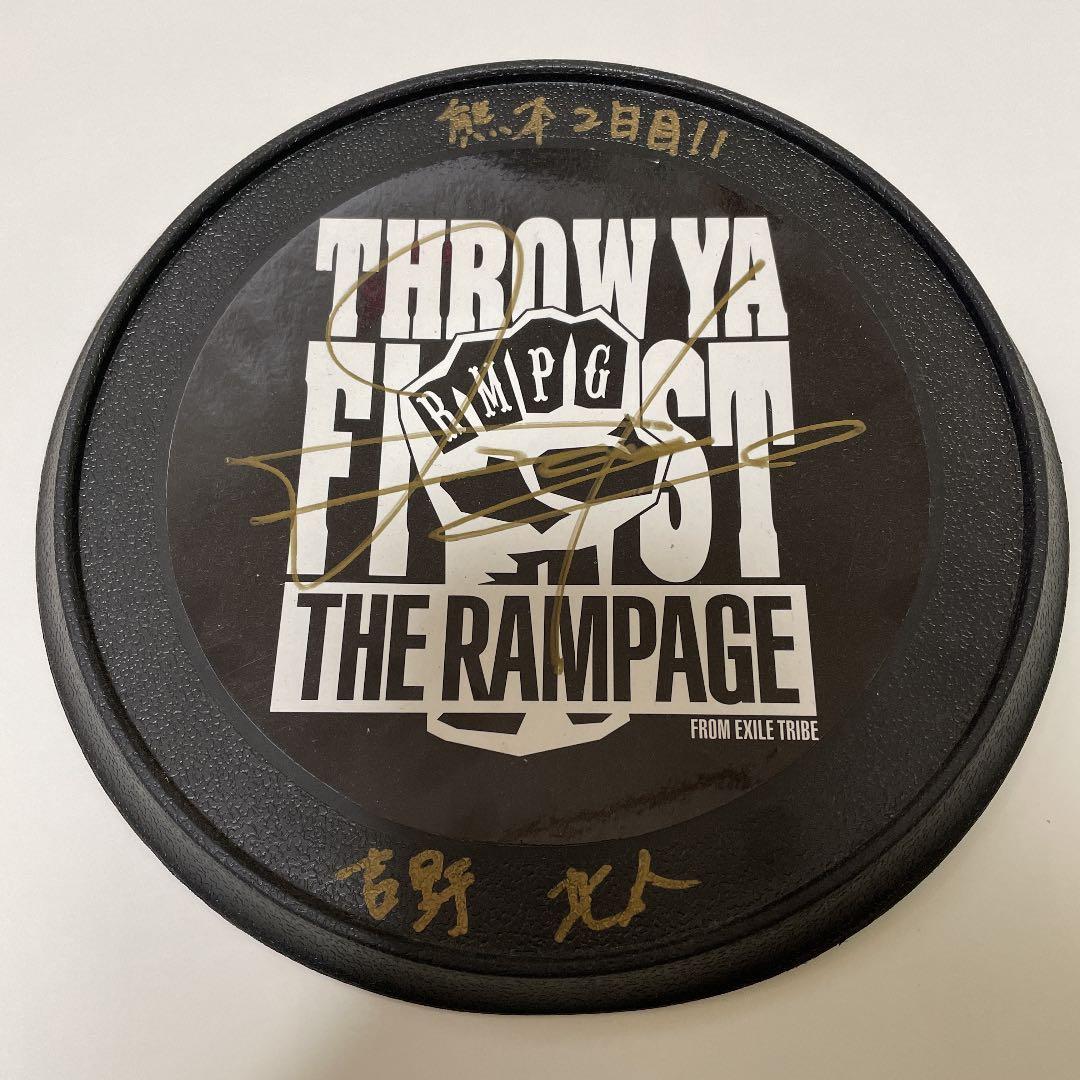 熊本2日目!!
THROW YA
FIST
RMPG
THE RAMPAGE
FROM EXILE TRIBE
吉野 北人